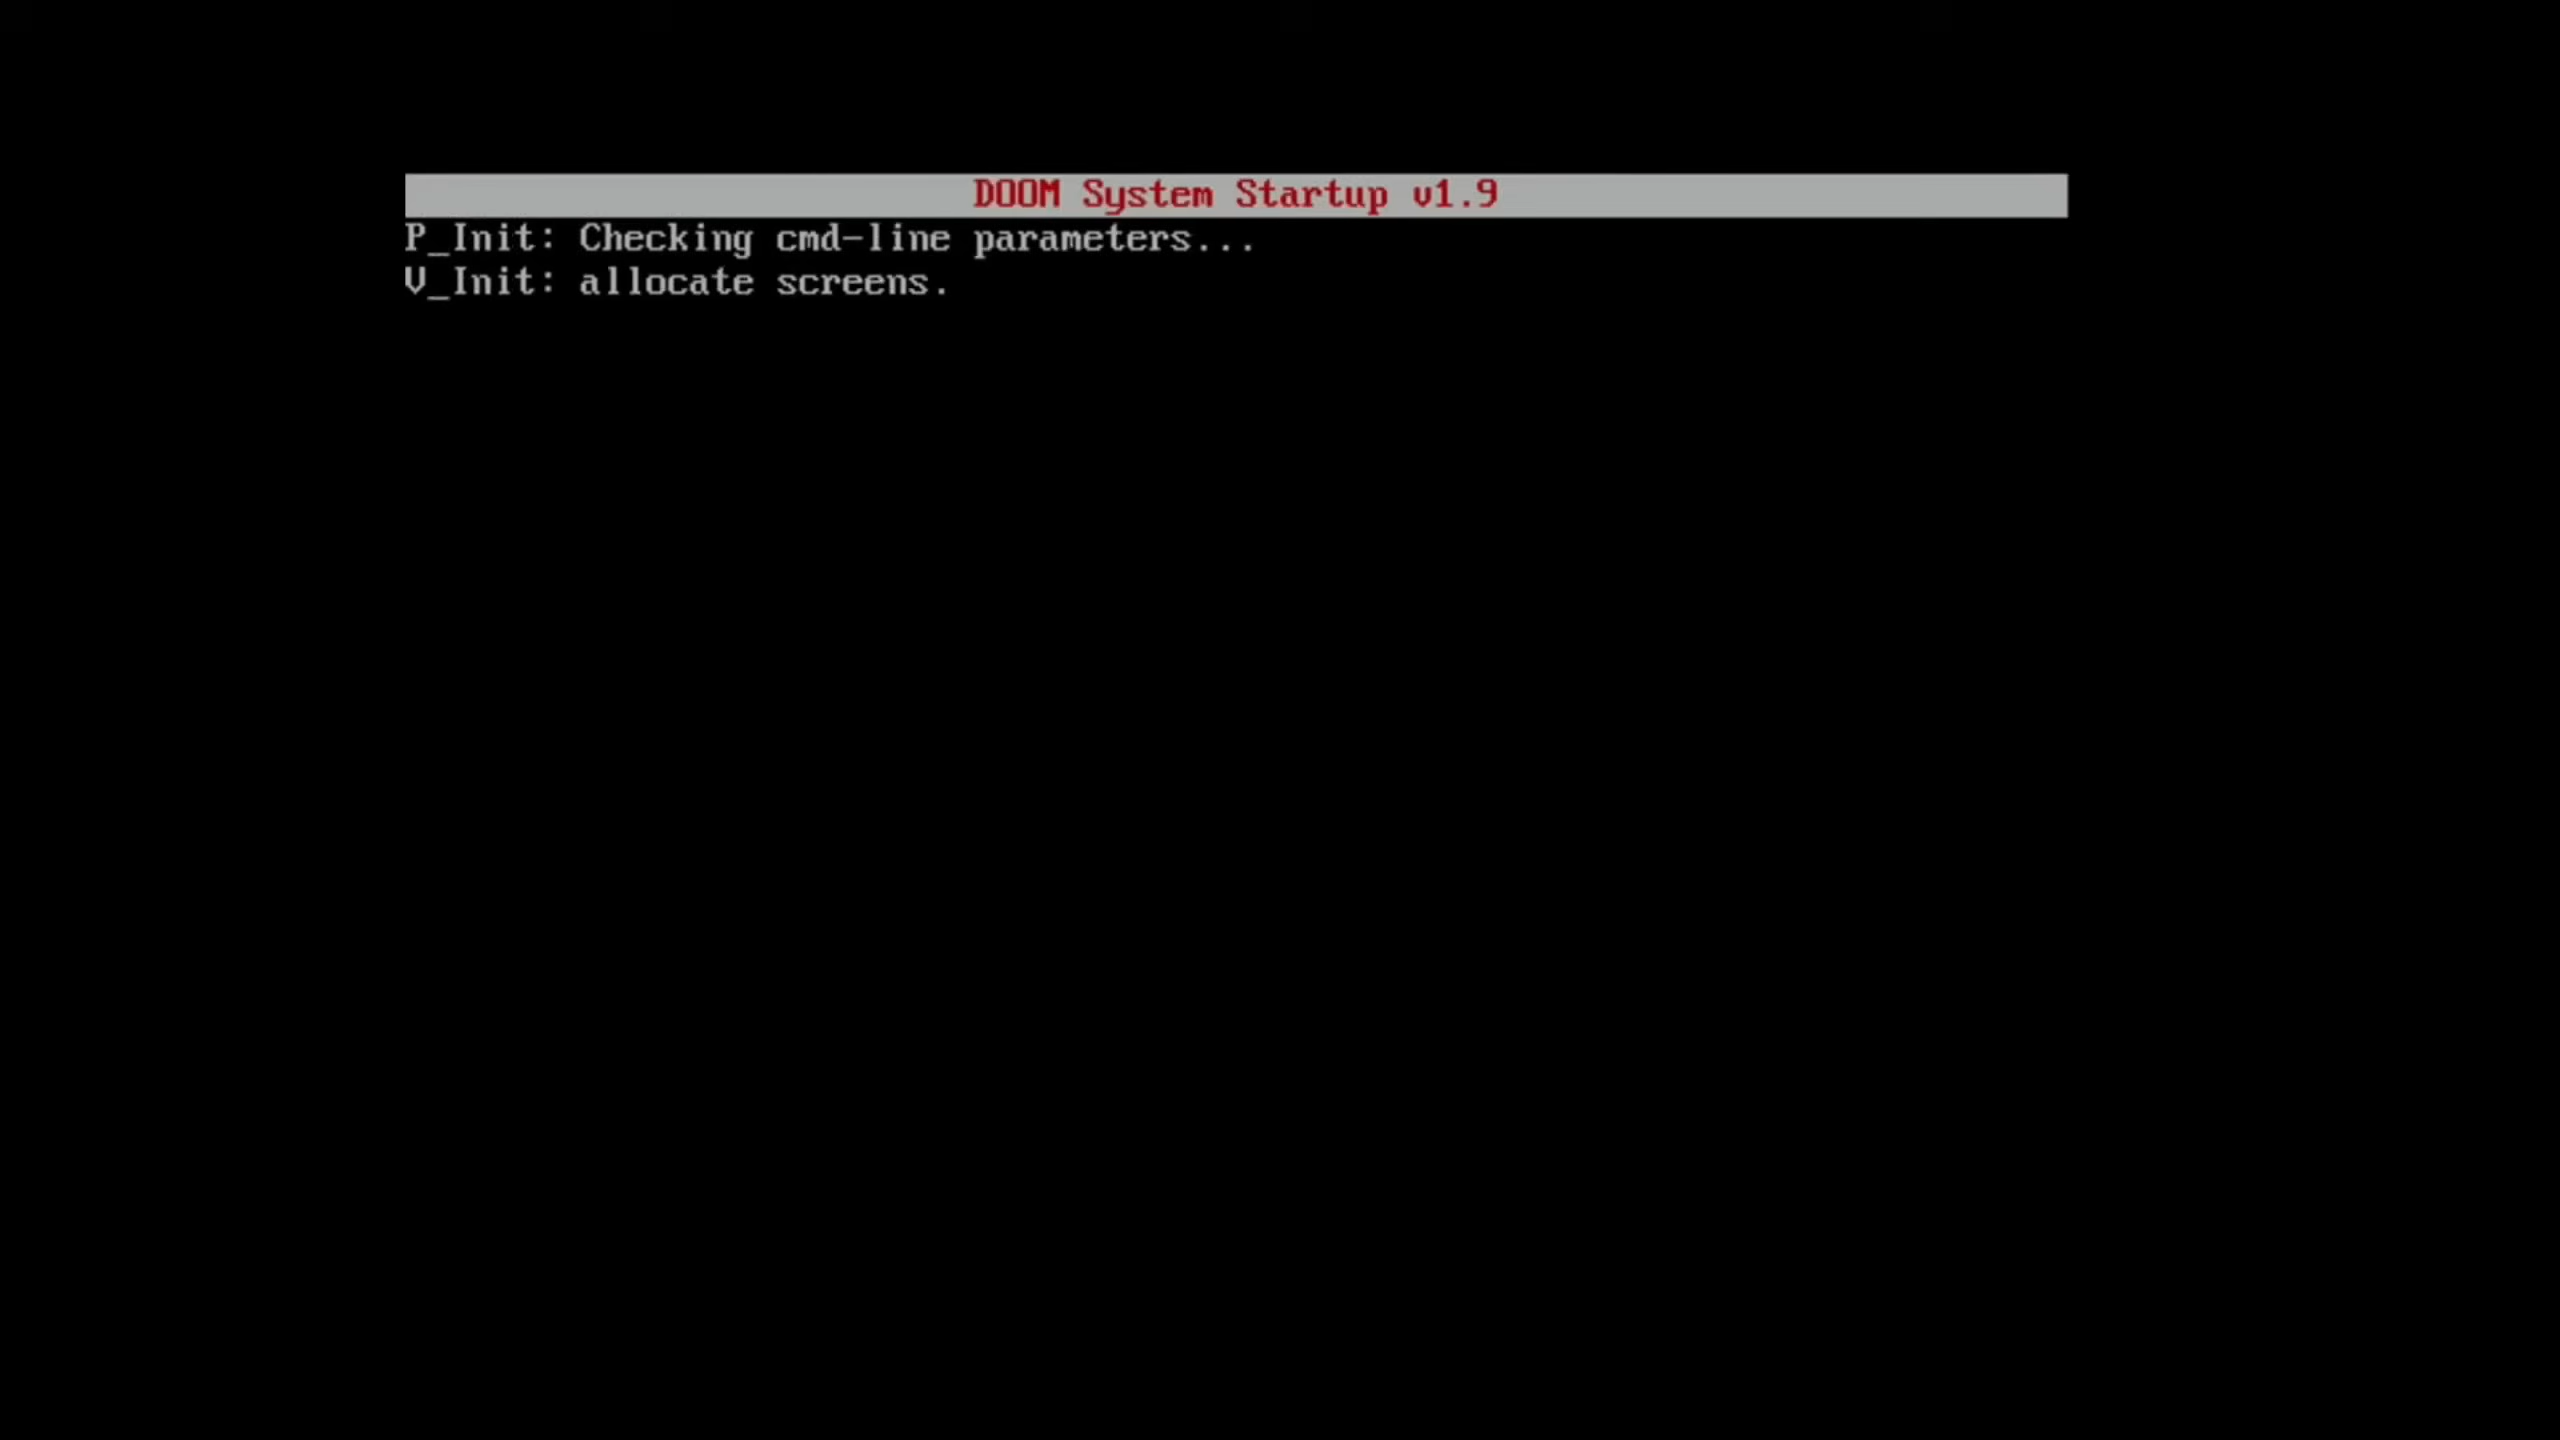 DOOM System Startup v1.9
P_Init: Checking cmd-line parameters...
V_Init: allocate screens.